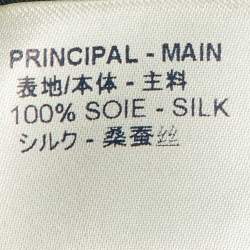 PRINCIPAL - MAIN
表地/本体 - 主料
100% SOIE - SILK
シルク - 桑蚕丝